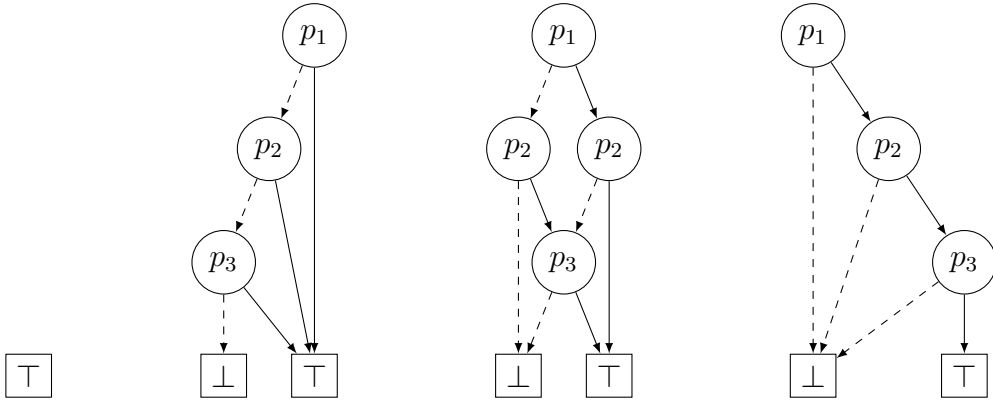 p₁ p₁ p₁
p₂ p₂ p₂ p₂
p₃ p₃ p₃
⊤ ⊥ ⊤ ⊥ ⊤ ⊥ ⊤